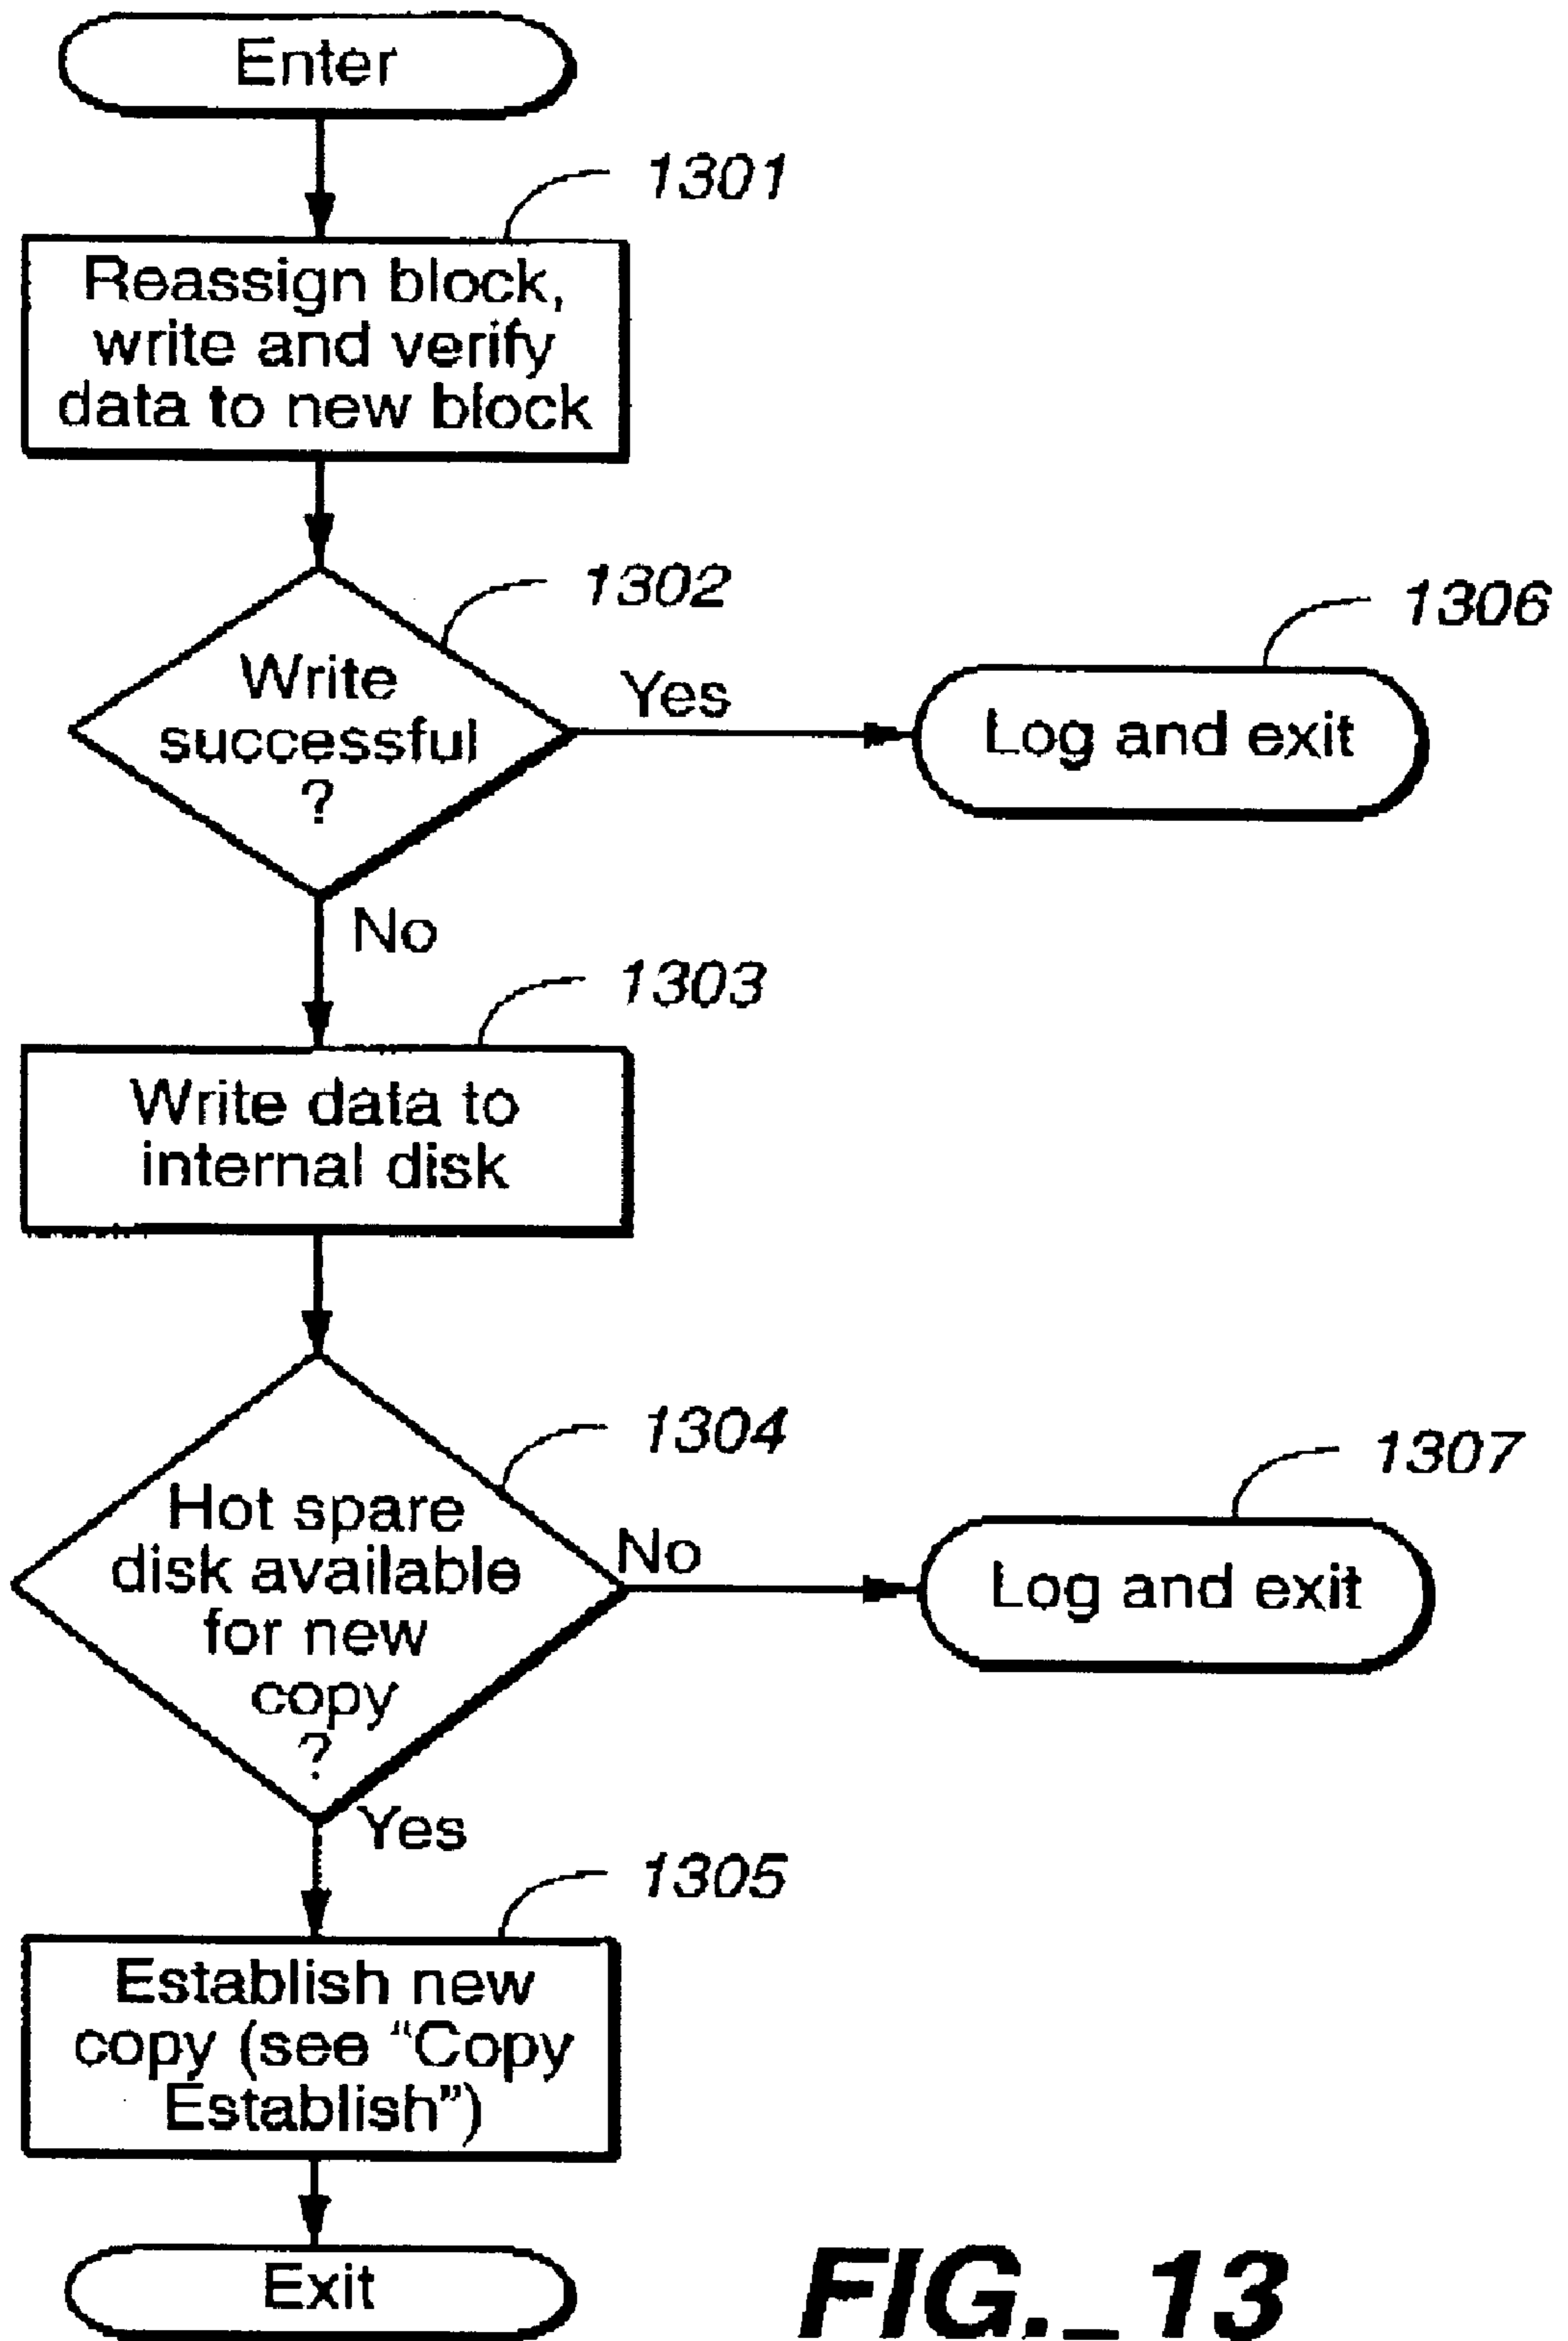 Enter
1301
Reassign block,
write and verify
data to new block
1302
Write
successful
?
Yes
1306
Log and exit
No
1303
Write data to
internal disk
1304
Hot spare
disk available
for new
copy
?
No
1307
Log and exit
Yes
1305
Establish new
copy (see “Copy
Establish”)
Exit
FIG._13